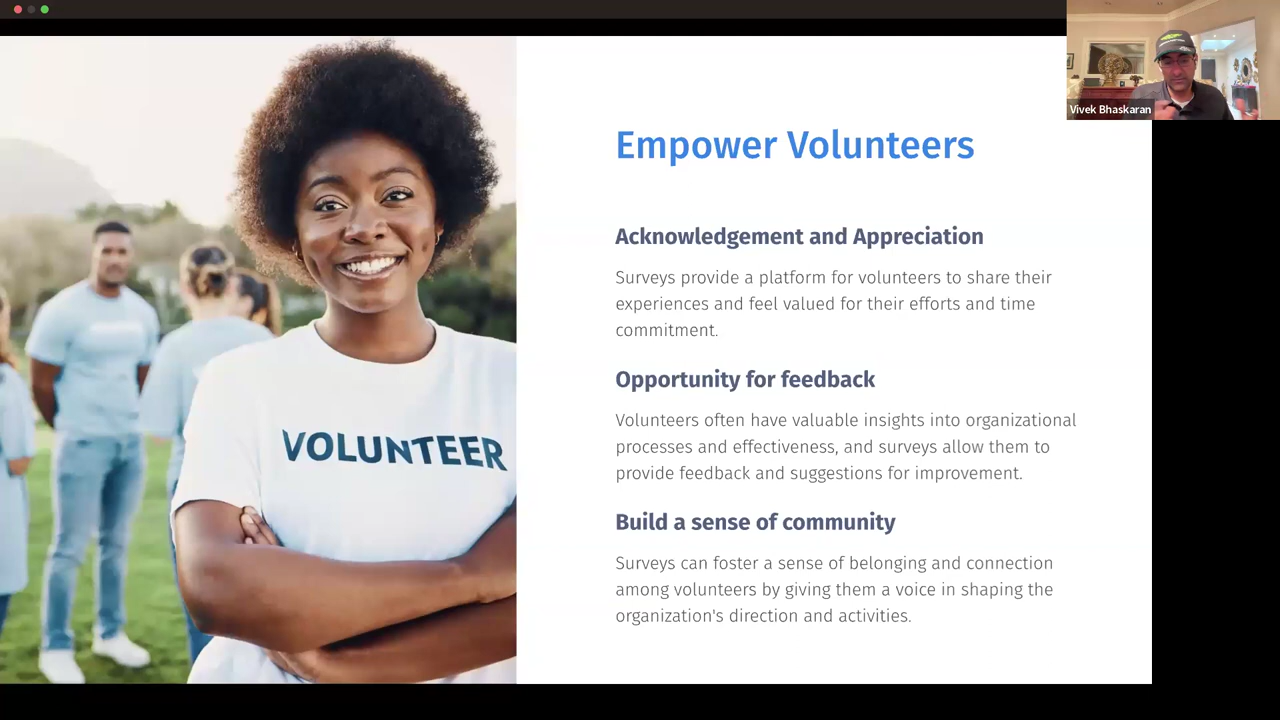 Vivek Bhaskaran
Empower Volunteers
Acknowledgement and Appreciation
Surveys provide a platform for volunteers to share their
experiences and feel valued for their efforts and time
commitment.
Opportunity for feedback
Volunteers often have valuable insights into organizational
processes and effectiveness, and surveys allow them to
provide feedback and suggestions for improvement.
Build a sense of community
Surveys can foster a sense of belonging and connection
among volunteers by giving them a voice in shaping the
organization's direction and activities.
VOLUNTEER